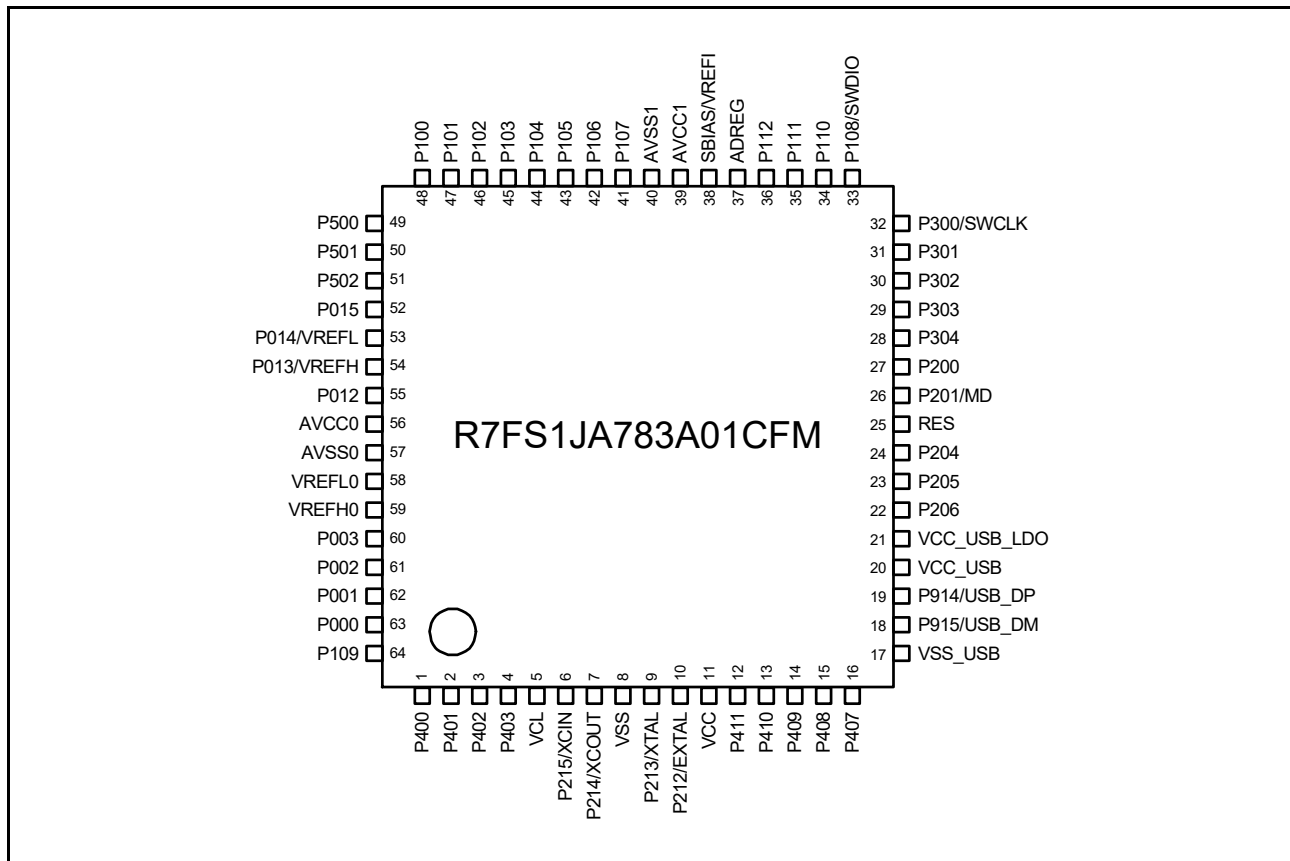 P100
P101
P102
P103
P104
P105
P106
P107
AVSS1
AVCC1
SBIAS/VREFI
ADREG
P112
P111
P110
P108/SWDIO
48
47
46
45
44
43
42
41
40
39
38
37
36
35
34
33
P500 49
P501 50
P502 51
P015 52
P014/VREFL 53
P013/VREFH 54
P012 55
AVCC0 56
AVSS0 57
VREFL0 58
VREFH0 59
P003 60
P002 61
P001 62
P000 63
P109 64
R7FS1JA783A01CFM
32 P300/SWCLK
31 P301
30 P302
29 P303
28 P304
27 P200
26 P201/MD
25 RES
24 P204
23 P205
22 P206
21 VCC_USB_LDO
20 VCC_USB
19 P914/USB_DP
18 P915/USB_DM
17 VSS_USB
1
2
3
4
5
6
7
8
9
10
11
12
13
14
15
16
P400
P401
P402
P403
VCL
P215/XCIN
P214/XCOUT
VSS
P213/XTAL
P212/EXTAL
VCC
P411
P410
P409
P408
P407